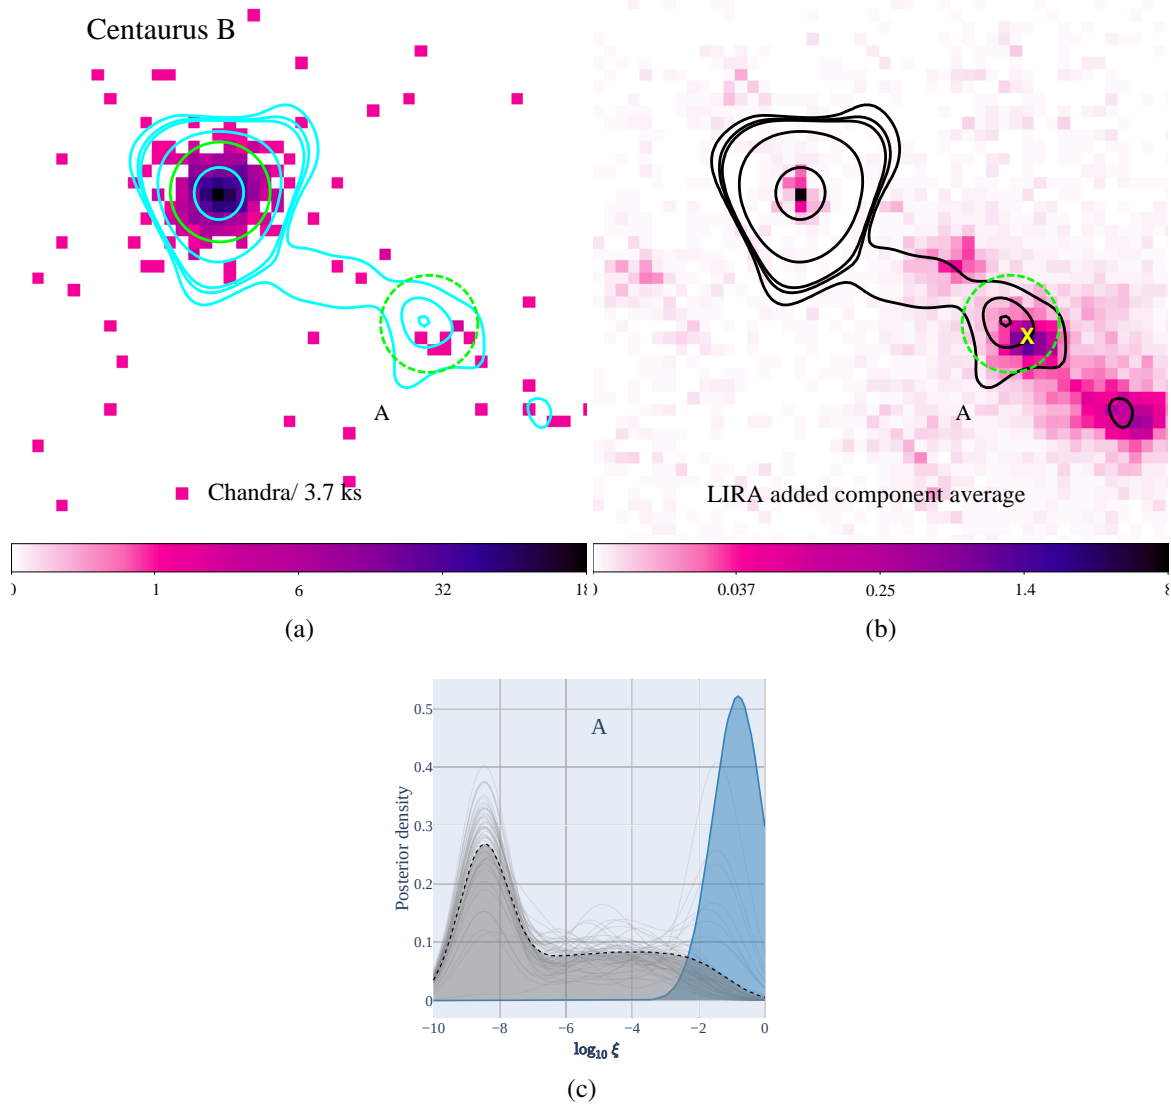 Centaurus B
A
Chandra/ 3.7 ks
1 6 32
(a)
A
X
LIRA added component average
0.037 0.25 1.4 8
(b)
A
Posterior density
0.5
0.4
0.3
0.2
0.1
0
−10 −8 −6 −4 −2 0
log₁₀ ξ
(c)